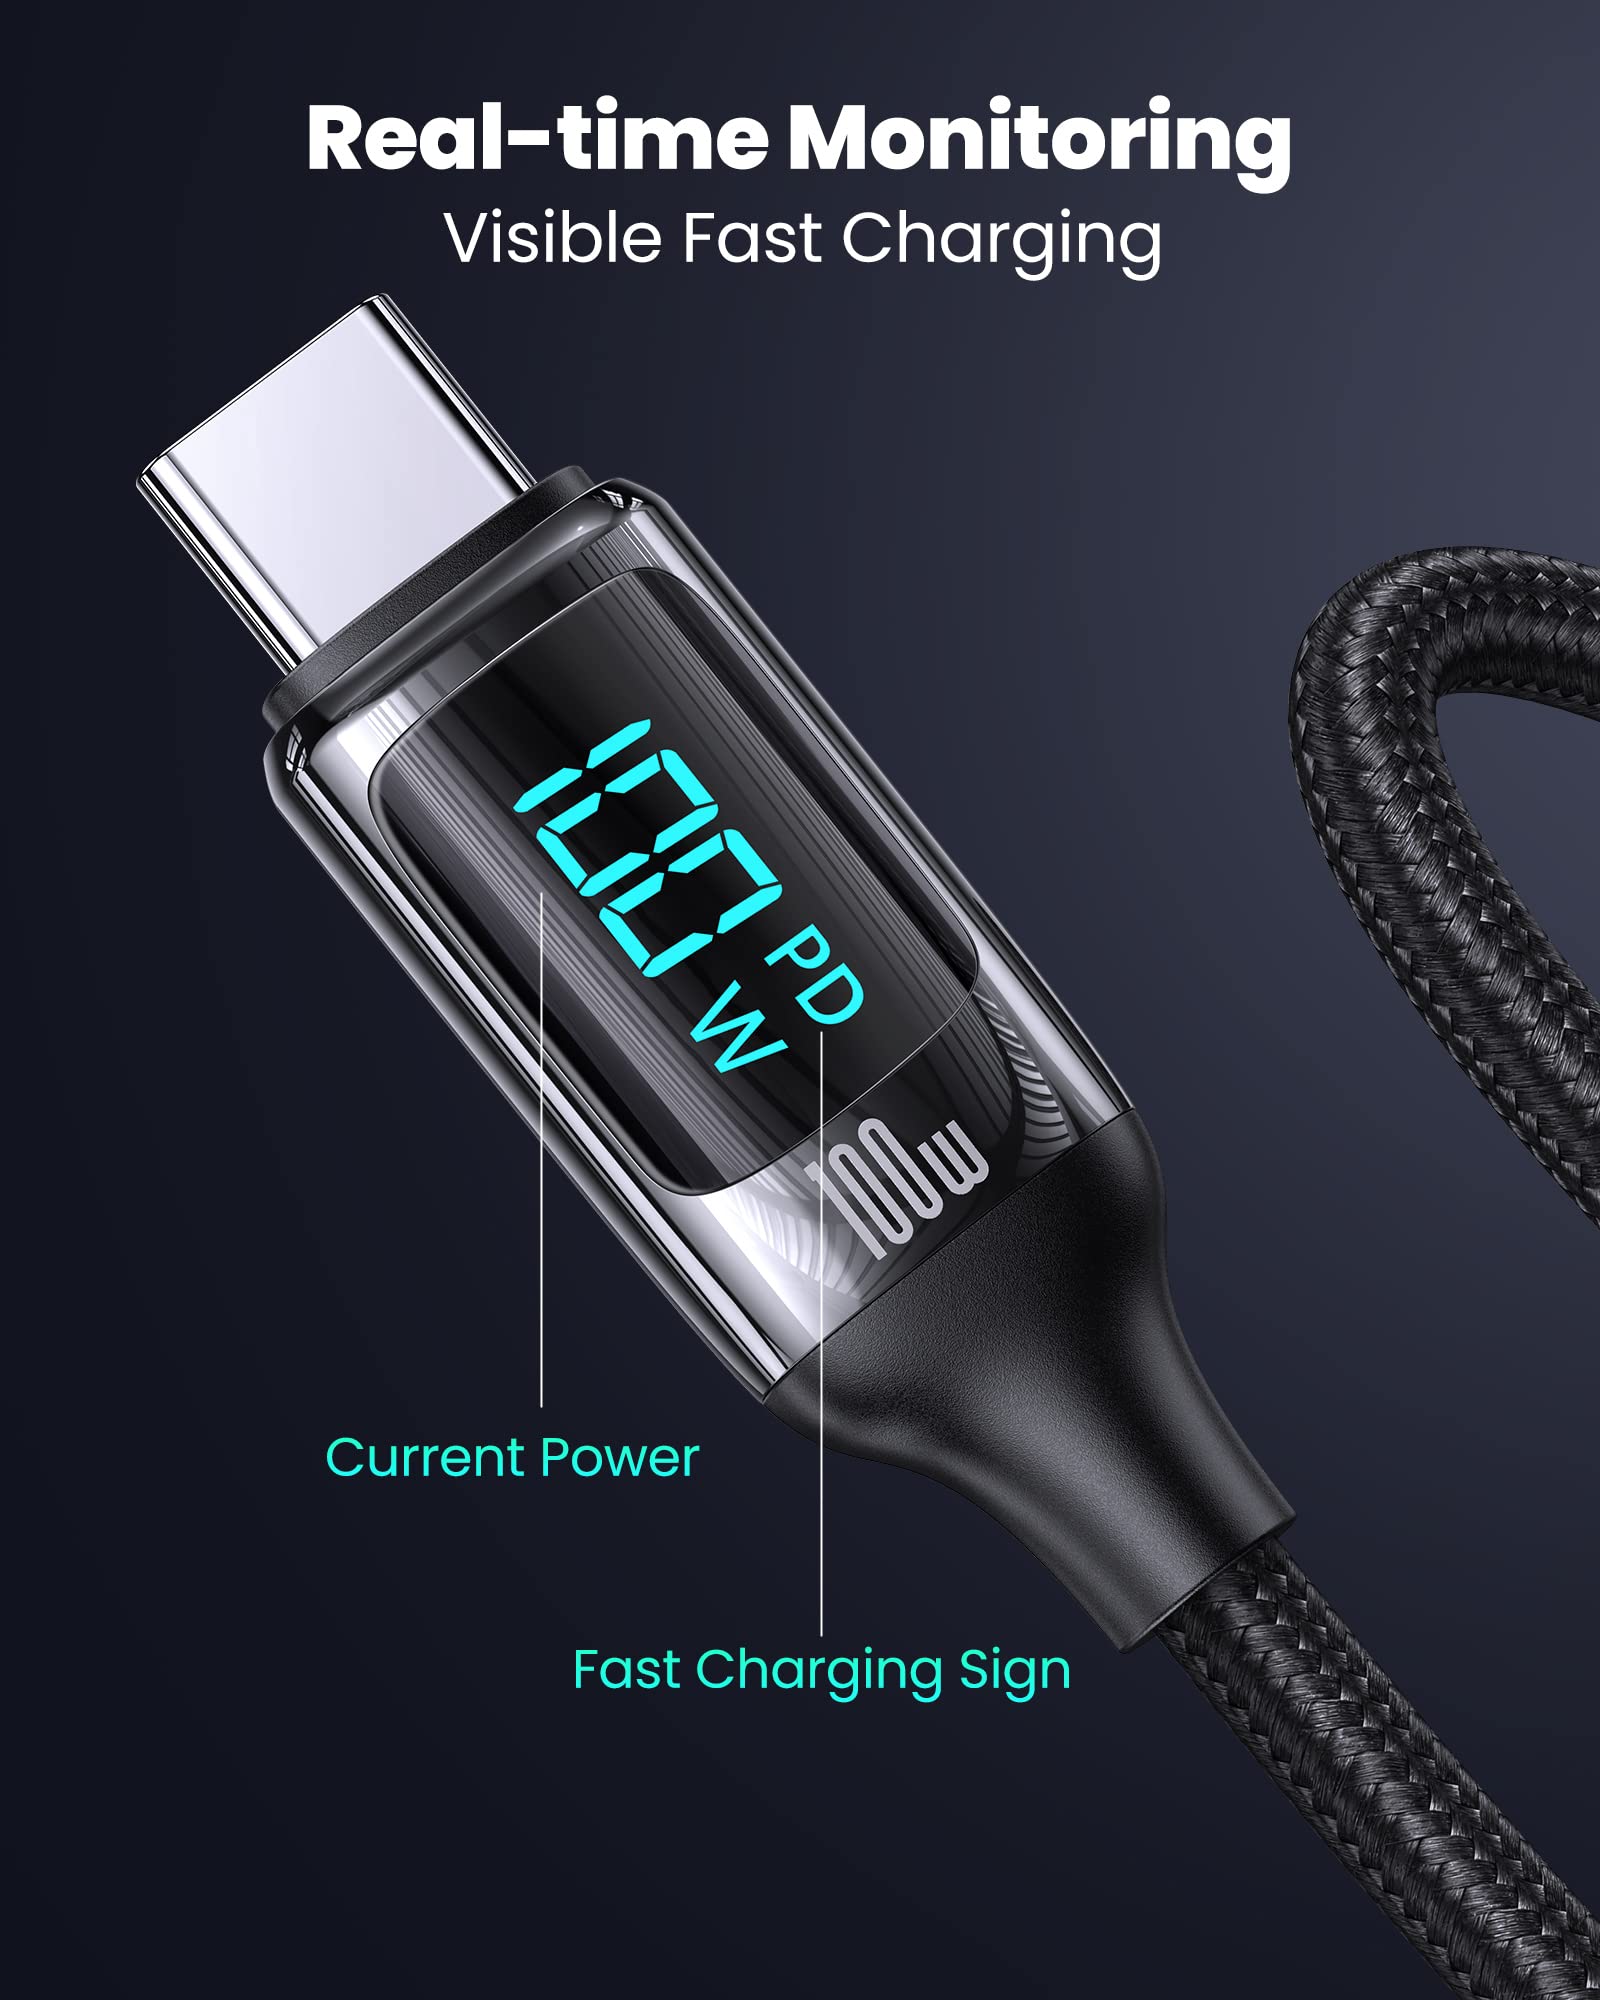 Real-time Monitoring
Visible Fast Charging
100
PD
W
100w
Current Power
Fast Charging Sign